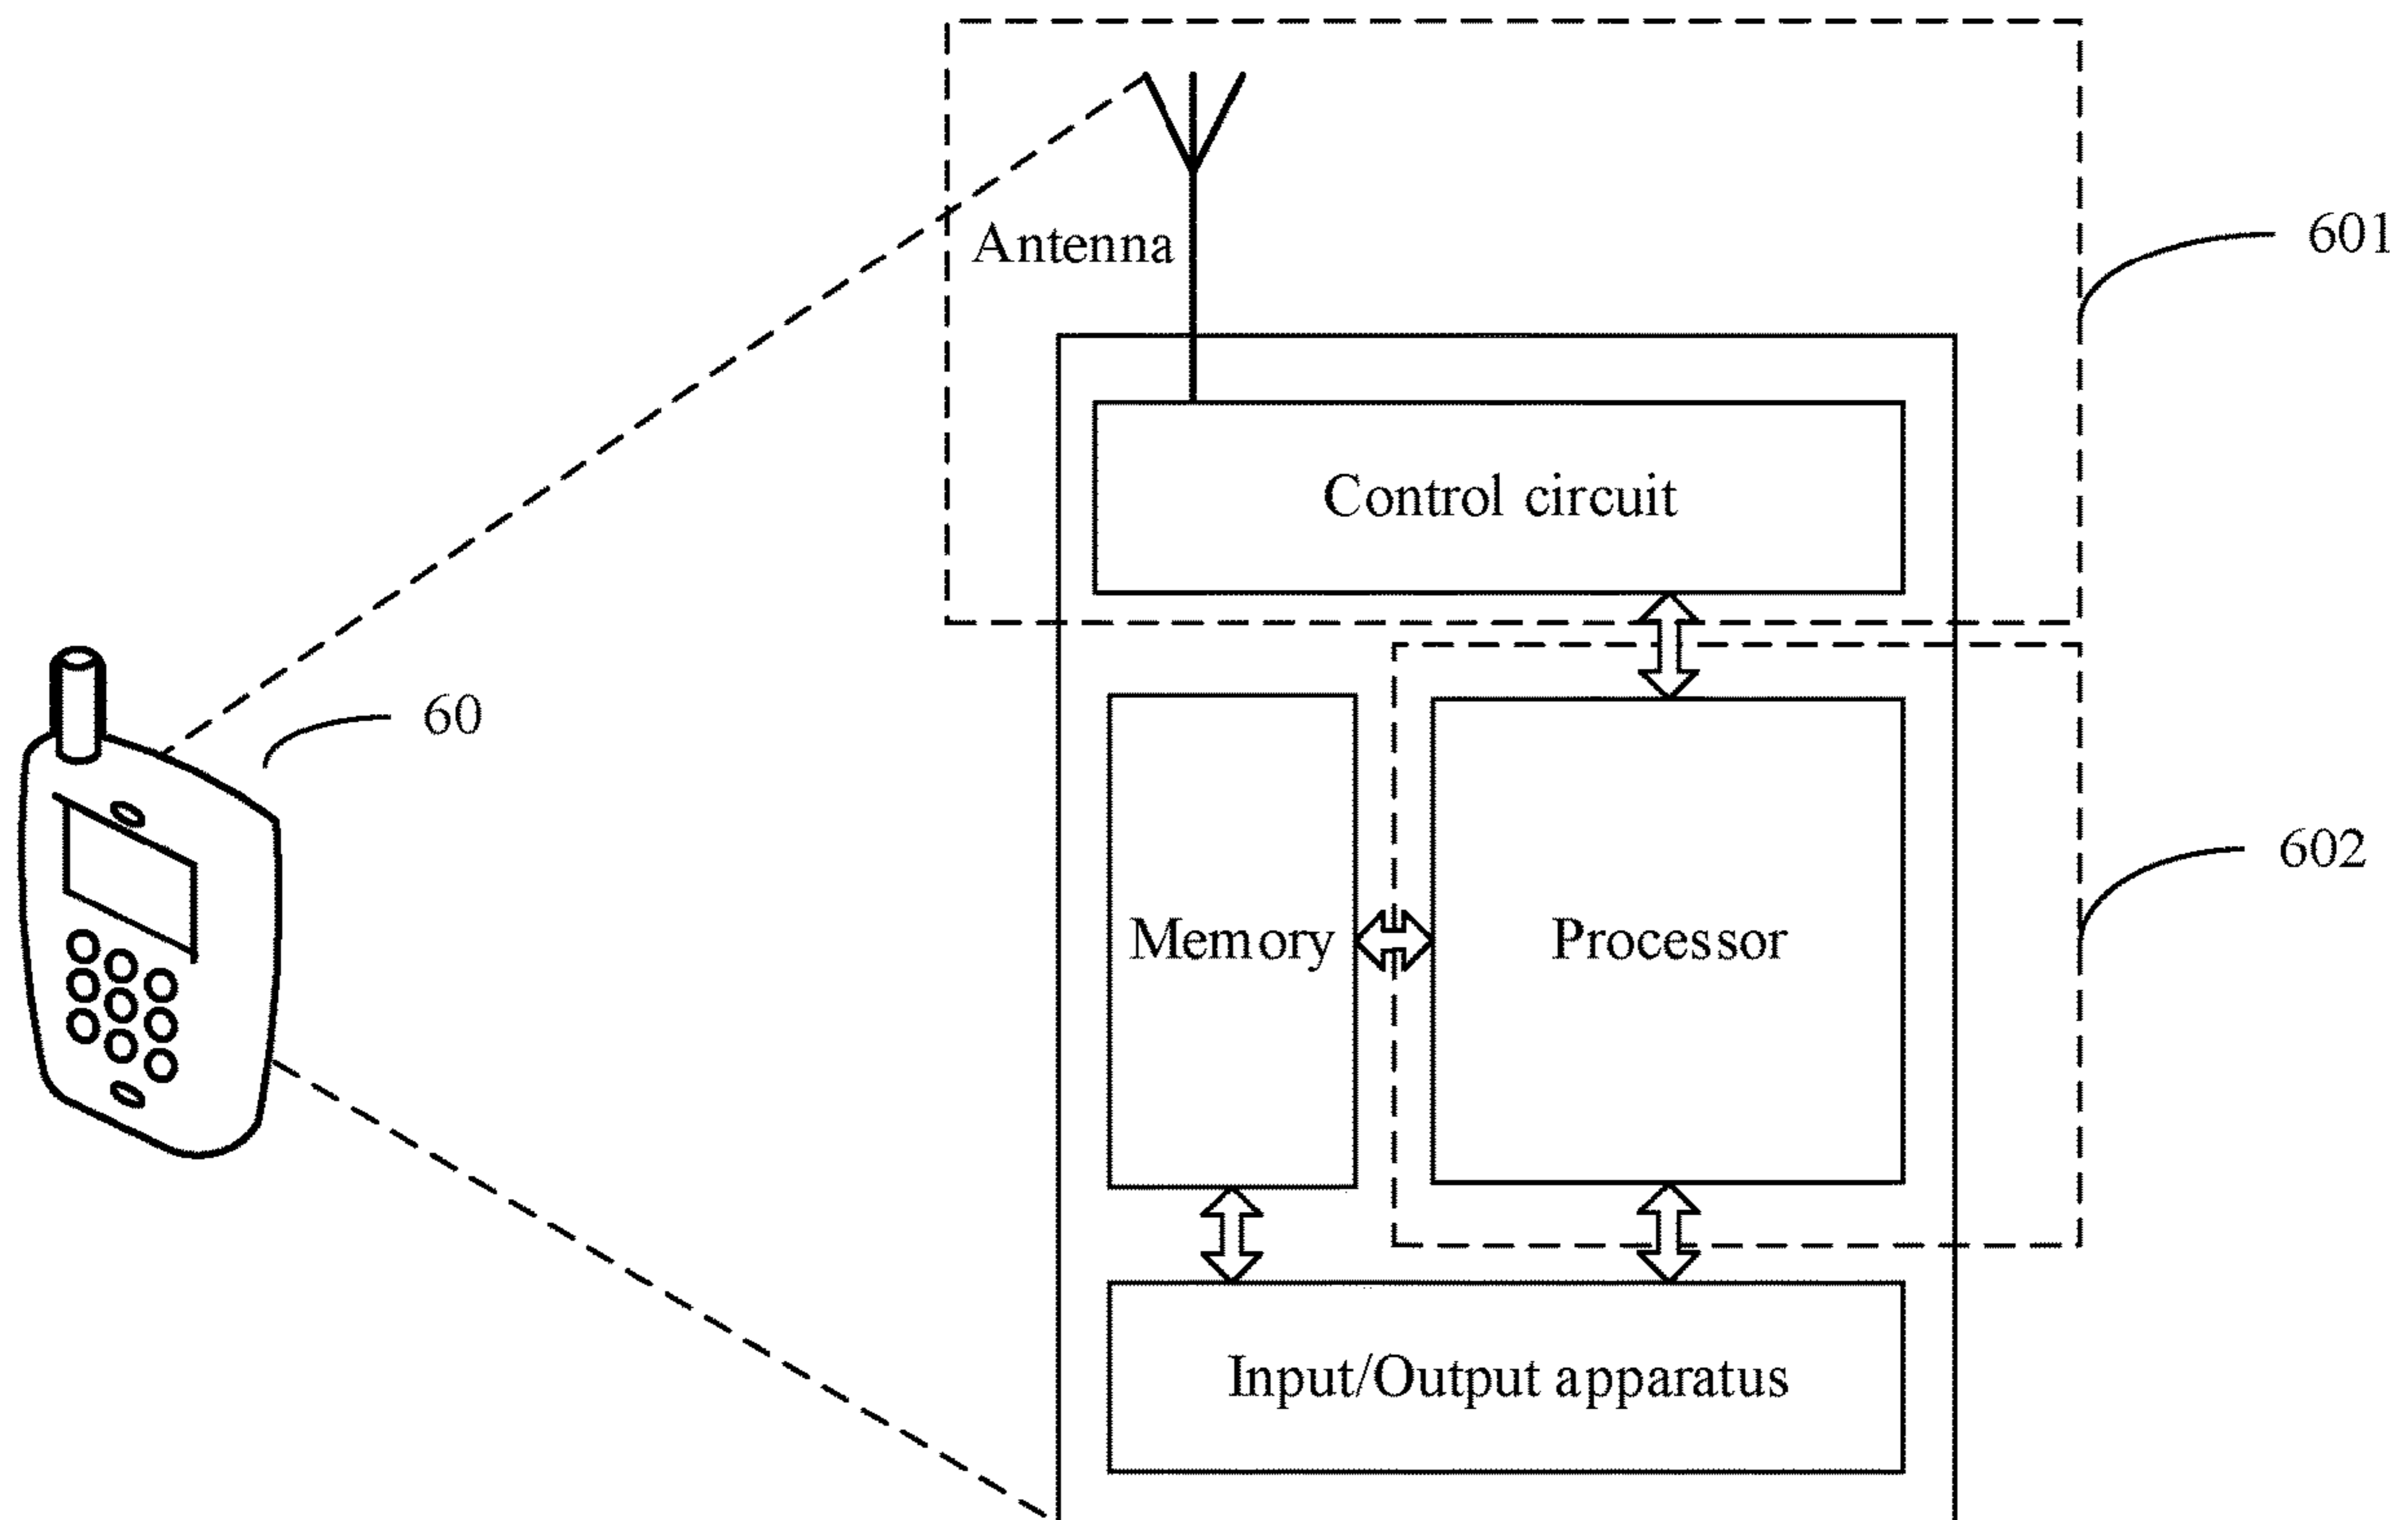 Antenna
601
Control circuit
60
602
Memory
Processor
Input/Output apparatus